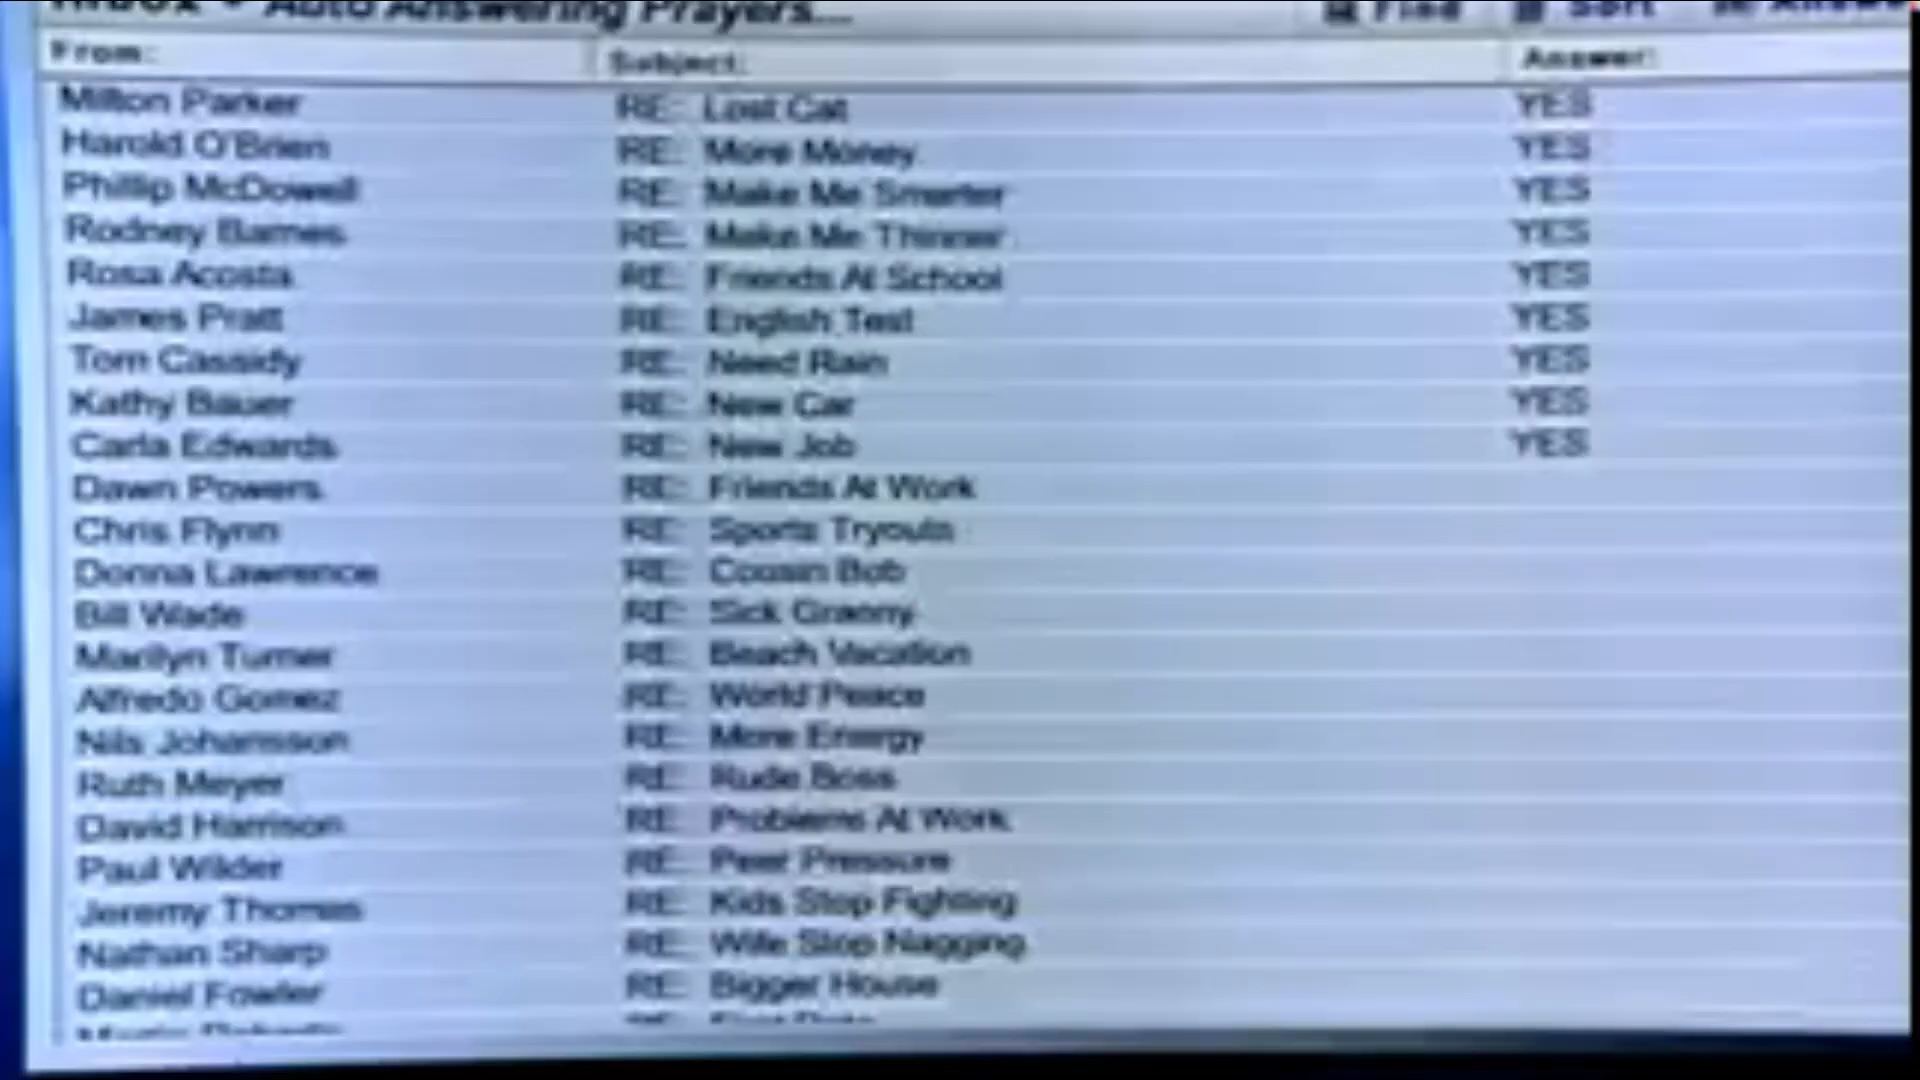 Inbox - Auto Answering Prayers... Find Sort Answer
From: Subject: Answer:
Milton Parker RE: Lost Cat YES
Harold O'Brien RE: More Money YES
Phillip McDowell RE: Make Me Smarter YES
Rodney Barnes RE: Make Me Thinner YES
Rosa Acosta RE: Friends At School YES
James Pratt RE: English Test YES
Tom Cassidy RE: Need Rain YES
Kathy Bauer RE: New Car YES
Carla Edwards RE: New Job YES
Dawn Powers RE: Friends At Work
Chris Flynn RE: Sports Tryouts
Donna Lawrence RE: Cousin Bob
Bill Wade RE: Sick Granny
Marilyn Turner RE: Beach Vacation
Alfredo Gomez RE: World Peace
Nils Johansson RE: More Energy
Ruth Meyer RE: Rude Boss
David Harrison RE: Problems At Work
Paul Wilder RE: Peer Pressure
Jeremy Thomas RE: Kids Stop Fighting
Nathan Sharp RE: Wife Stop Nagging
Daniel Fowler RE: Bigger House
RE: